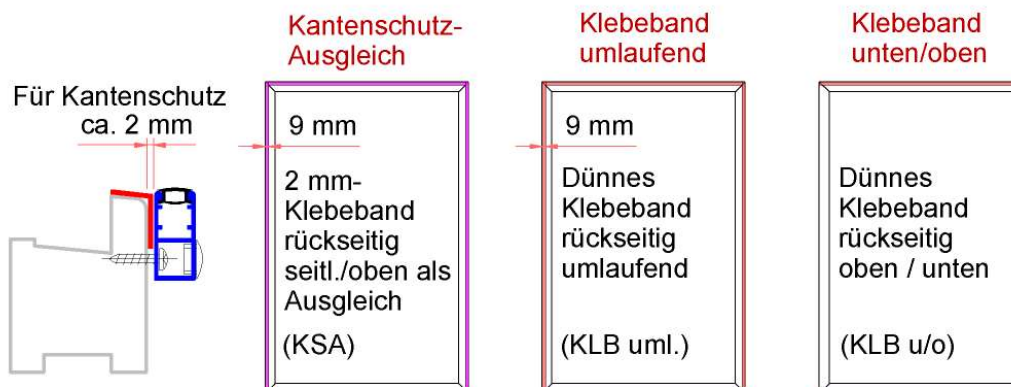 Für Kantenschutz
ca. 2 mm
Kantenschutz-
Ausgleich
9 mm
2 mm-
Klebeband
rückseitig
seitl./oben als
Ausgleich
(KSA)
Klebeband
umlaufend
9 mm
Dünnes
Klebeband
rückseitig
umlaufend
(KLB uml.)
Klebeband
unten/oben
Dünnes
Klebeband
rückseitig
oben / unten
(KLB u/o)